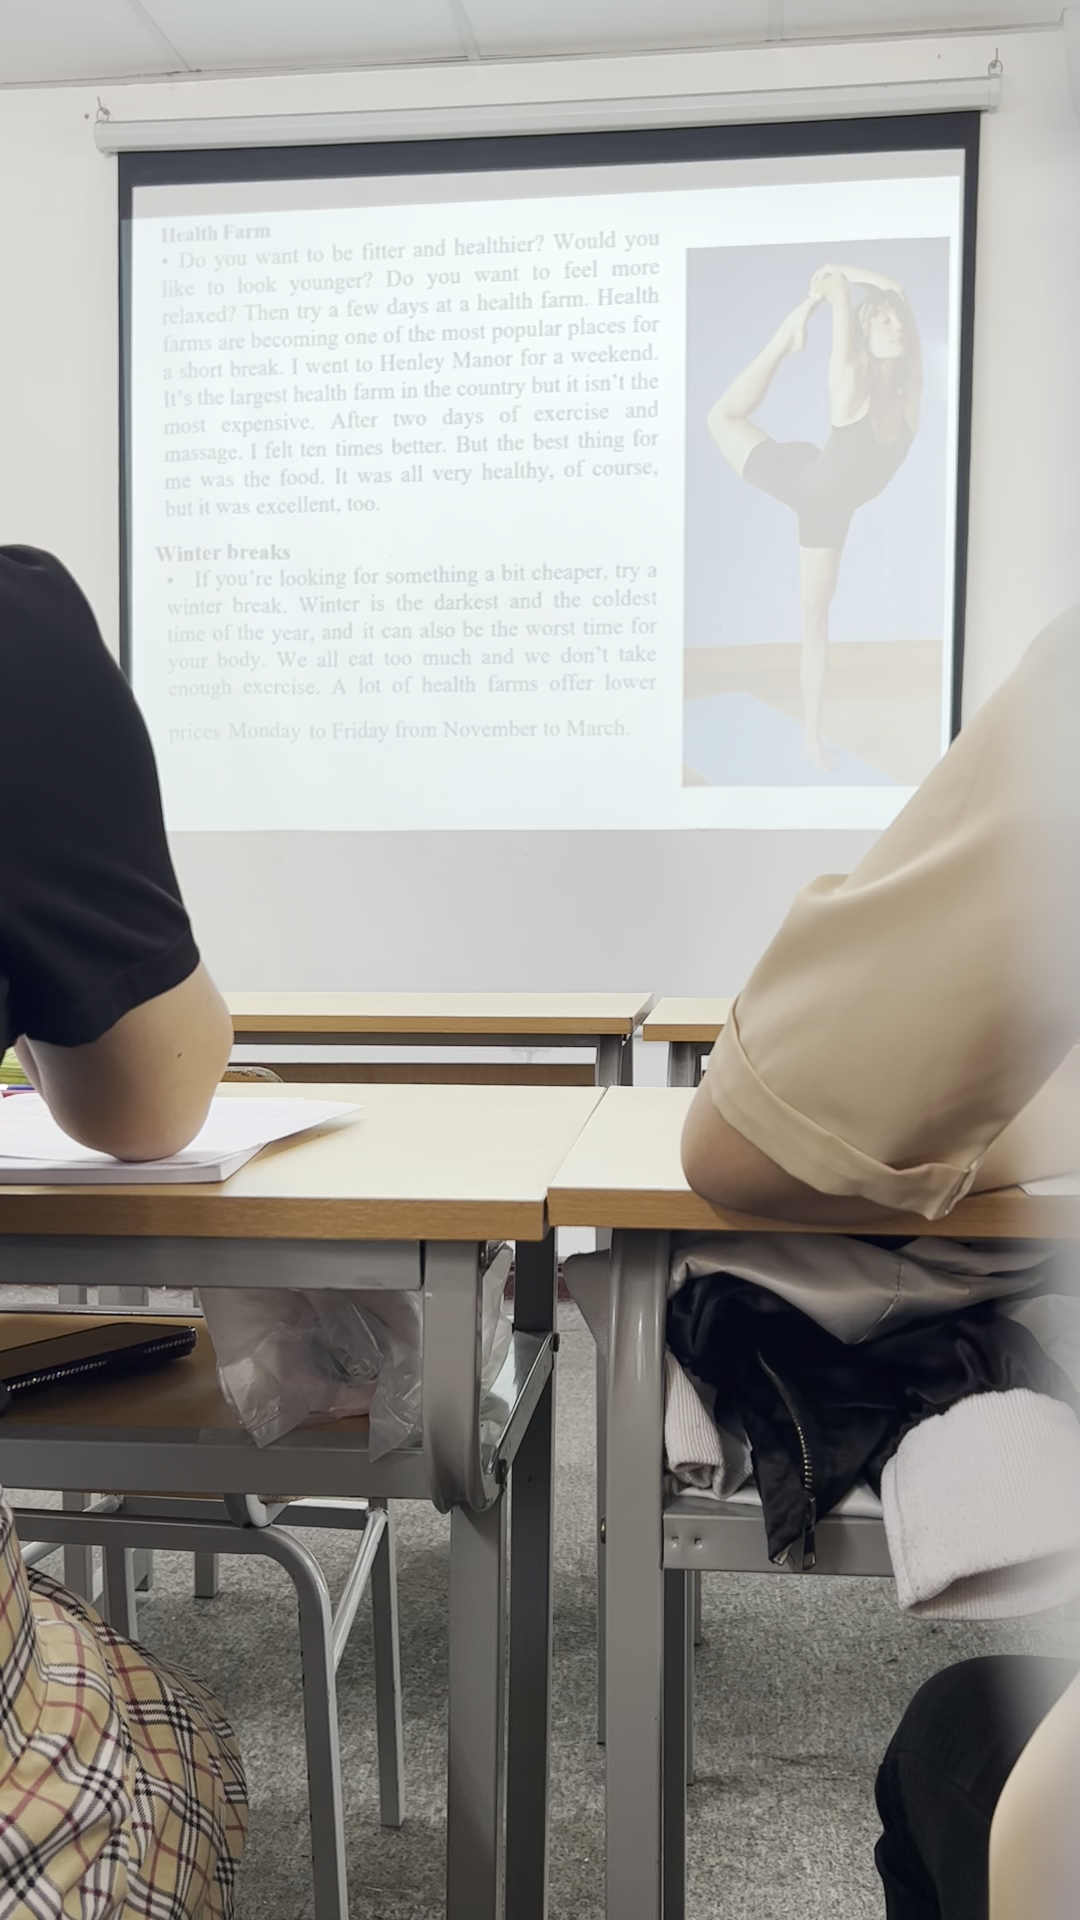 Health Farm
• Do you want to be fitter and healthier? Would you
like to look younger? Do you want to feel more
relaxed? Then try a few days at a health farm. Health
farms are becoming one of the most popular places for
a short break. I went to Henley Manor for a weekend.
It's the largest health farm in the country but it isn't the
most expensive. After two days of exercise and
massage. I felt ten times better. But the best thing for
me was the food. It was all very healthy, of course,
but it was excellent, too.
Winter breaks
• If you're looking for something a bit cheaper, try a
winter break. Winter is the darkest and the coldest
time of the year, and it can also be the worst time for
your body. We all eat too much and we don't take
enough exercise. A lot of health farms offer lower
prices Monday to Friday from November to March.